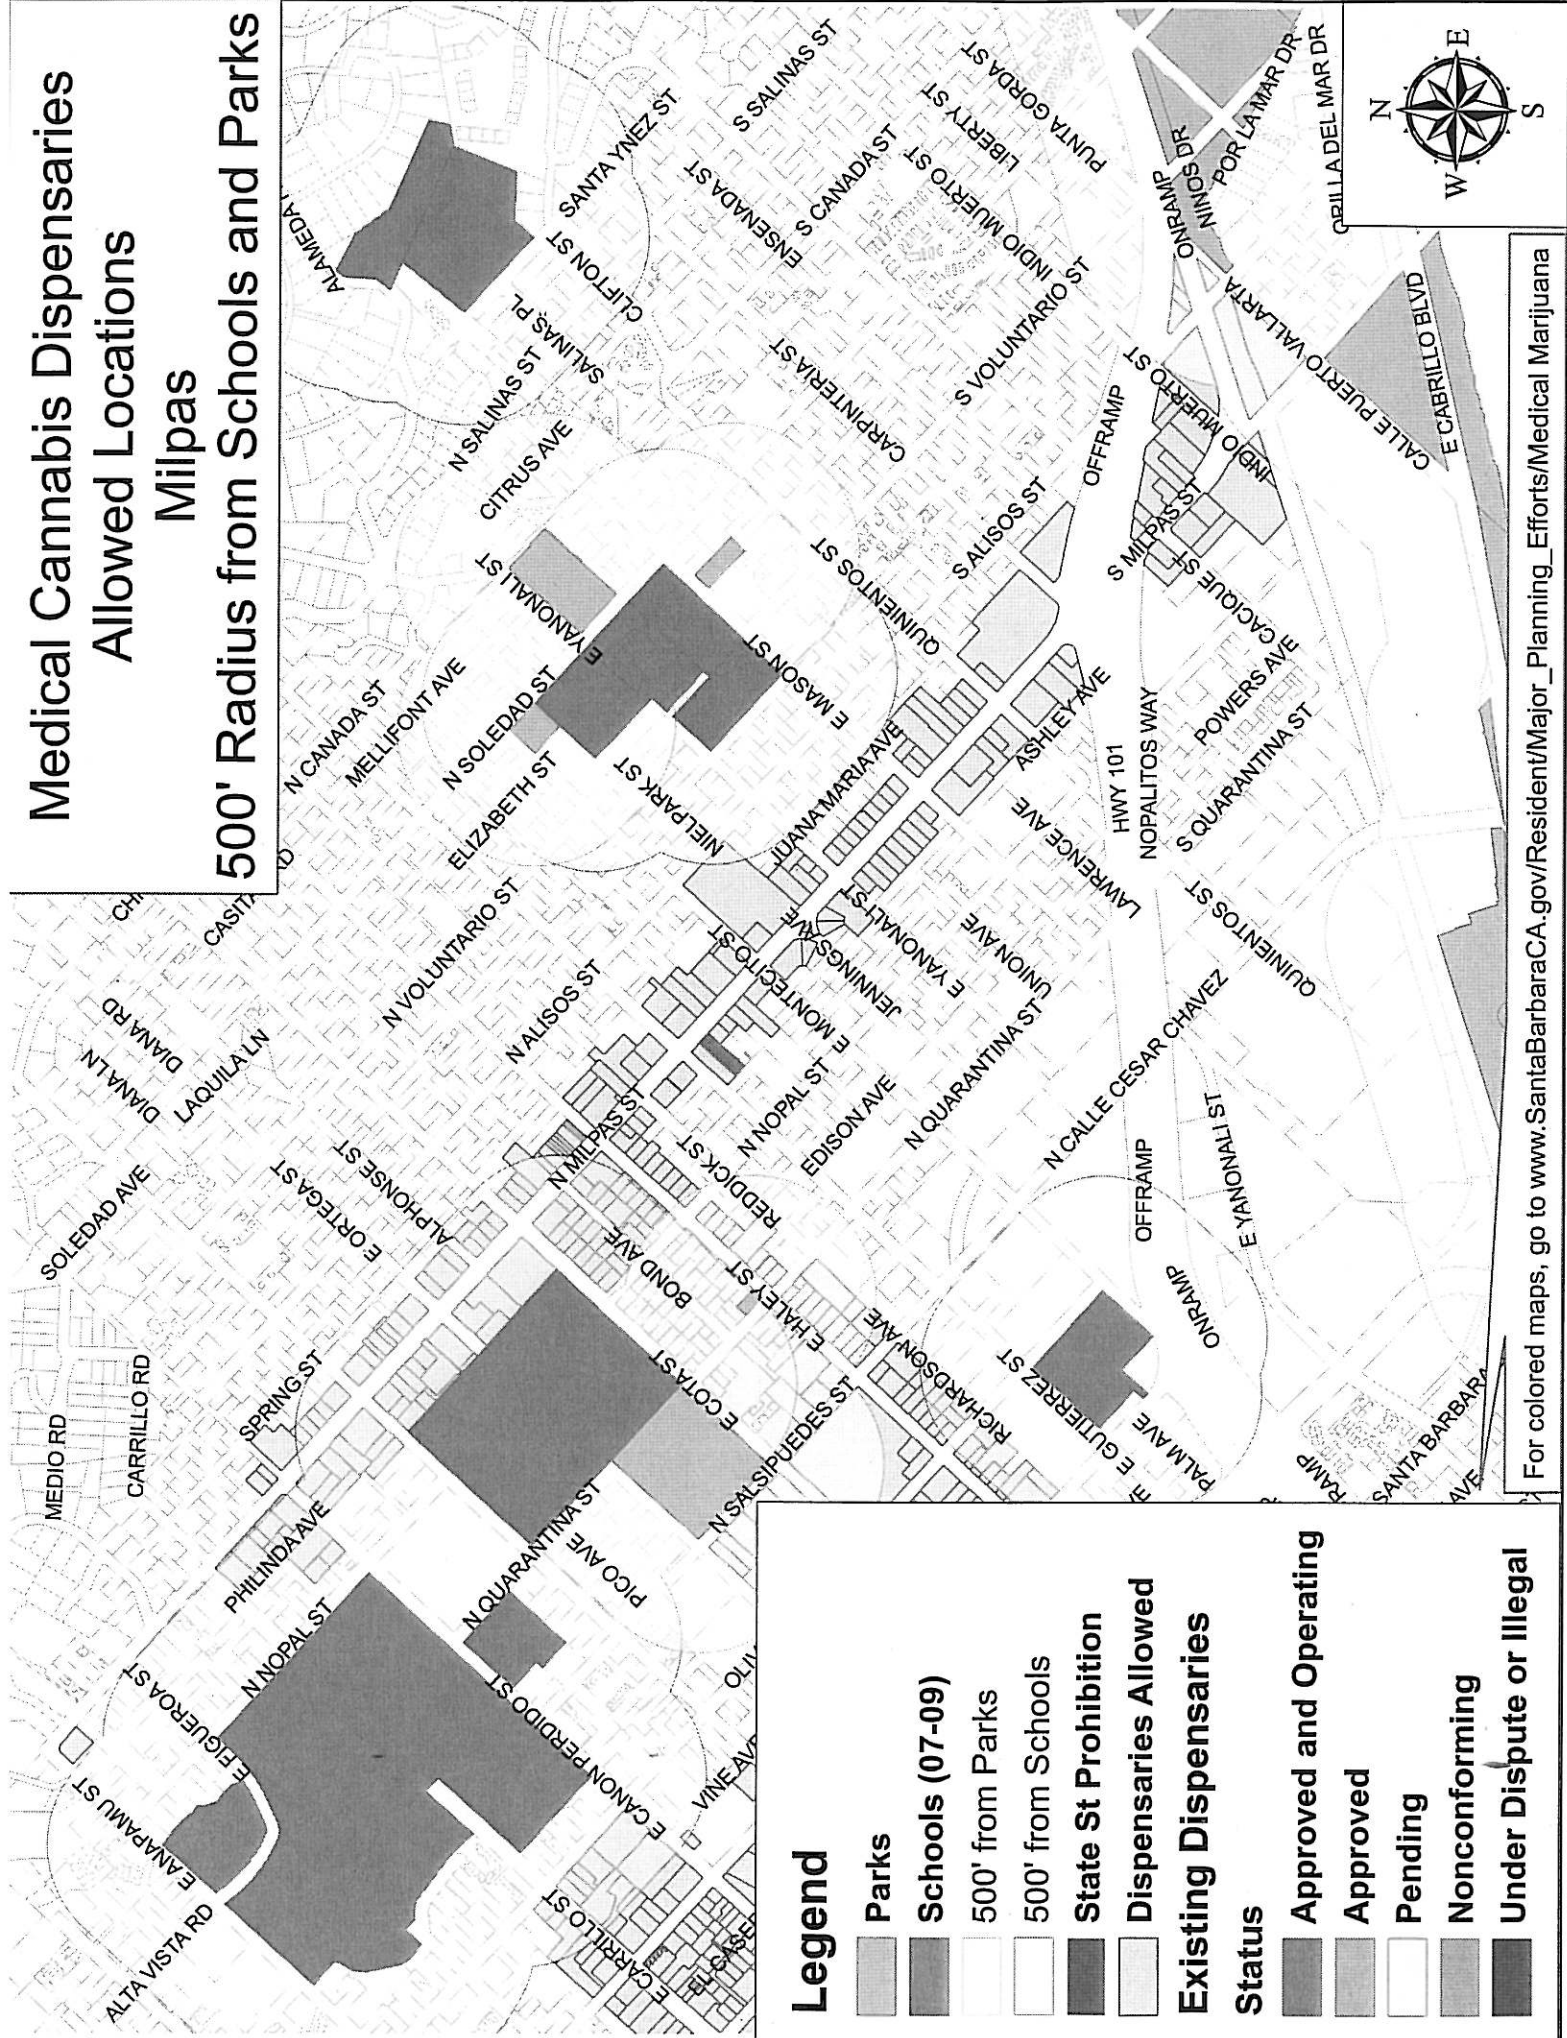 Medical Cannabis Dispensaries
Allowed Locations
Milpas
500' Radius from Schools and Parks
ALAMEDA
SANTA YNEZ ST
S SALINAS ST
CLIFTON ST
ENSENADA ST
S CANADA ST
LIBERTY ST
PUNTA GORDA ST
INDIO MUERTO ST
SALINAS PL
N SALINAS ST
CITRUS AVE
CARPINTERIA ST
S VOLUNTARIO ST
ONRAMP
NINOS DR
POR LA MAR DR
ORILLA DEL MAR DR
N
W
E
S
E YANONALI ST
N CANADA ST
MELLIFONT AVE
N SOLEDAD ST
ELIZABETH ST
NIELPARK ST
E MASON ST
QUINIENTOS ST
S ALISOS ST
OFFRAMP
INDIO MUERTO ST
S MILPAS ST
E CACIQUE ST
CALLE PUERTO VALLARTA
E CABRILLO BLVD
POWERS AVE
S QUARANTINA ST
HWY 101
NOPALITOS WAY
ASHLEY AVE
LAWRENCE AVE
JUANA MARIA AVE
QUINIENTOS ST
CASITA
N VOLUNTARIO ST
N ALISOS ST
DIANA RD
DIANA LN
LAQUILA LN
E MONTECITO ST
JENNINGS AVE
E YANONALI ST
UNION AVE
N QUARANTINA ST
N NOPAL ST
EDISON AVE
N CALLE CESAR CHAVEZ
SOLEDAD AVE
E ORTEGA ST
ALPHONSE ST
N MILPAS ST
REDDICK ST
BOND AVE
E HALEY ST
E COTA ST
OFFRAMP
E YANONALI ST
ONRAMP
MEDIO RD
CARRILLO RD
SPRING ST
PHILINDA AVE
N NOPAL ST
N QUARANTINA ST
PICO AVE
N SALSIPUEDES ST
RICHARDSON AVE
E GUTIERREZ ST
PALM AVE
RAMP
SANTA BARBARA
AVE
E FIGUEROA ST
E ANAPAMU ST
ALTA VISTA RD
E CANON PERDIDO ST
OLIV
VINE AVE
E CARRILLO ST
E CARRILLO ST
Legend
Parks
Schools (07-09)
500' from Parks
500' from Schools
State St Prohibition
Dispensaries Allowed
Existing Dispensaries
Status
Approved and Operating
Approved
Pending
Nonconforming
Under Dispute or Illegal
For colored maps, go to www.SantaBarbaraCA.gov/Resident/Major_Planning_Efforts/Medical Marijuana